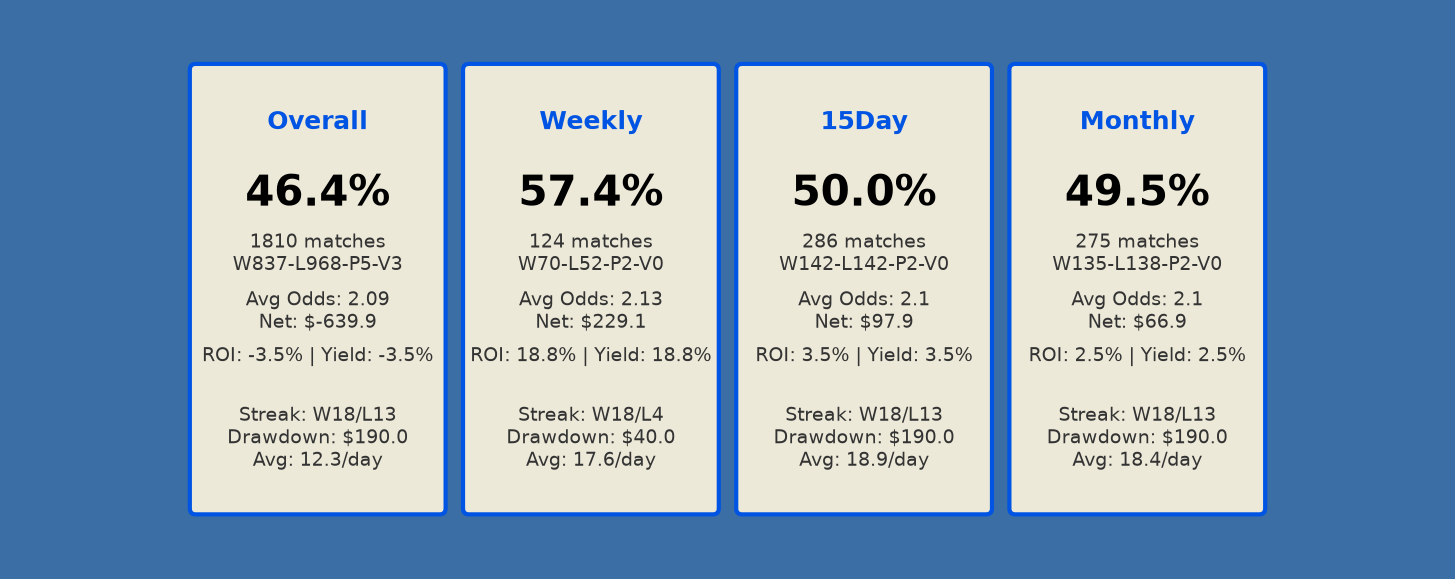 Overall
46.4%
1810 matches
W837-L968-P5-V3
Avg Odds: 2.09
Net: $-639.9
ROI: -3.5% | Yield: -3.5%
Streak: W18/L13
Drawdown: $190.0
Avg: 12.3/day
Weekly
57.4%
124 matches
W70-L52-P2-V0
Avg Odds: 2.13
Net: $229.1
ROI: 18.8% | Yield: 18.8%
Streak: W18/L4
Drawdown: $40.0
Avg: 17.6/day
15Day
50.0%
286 matches
W142-L142-P2-V0
Avg Odds: 2.1
Net: $97.9
ROI: 3.5% | Yield: 3.5%
Streak: W18/L13
Drawdown: $190.0
Avg: 18.9/day
Monthly
49.5%
275 matches
W135-L138-P2-V0
Avg Odds: 2.1
Net: $66.9
ROI: 2.5% | Yield: 2.5%
Streak: W18/L13
Drawdown: $190.0
Avg: 18.4/day